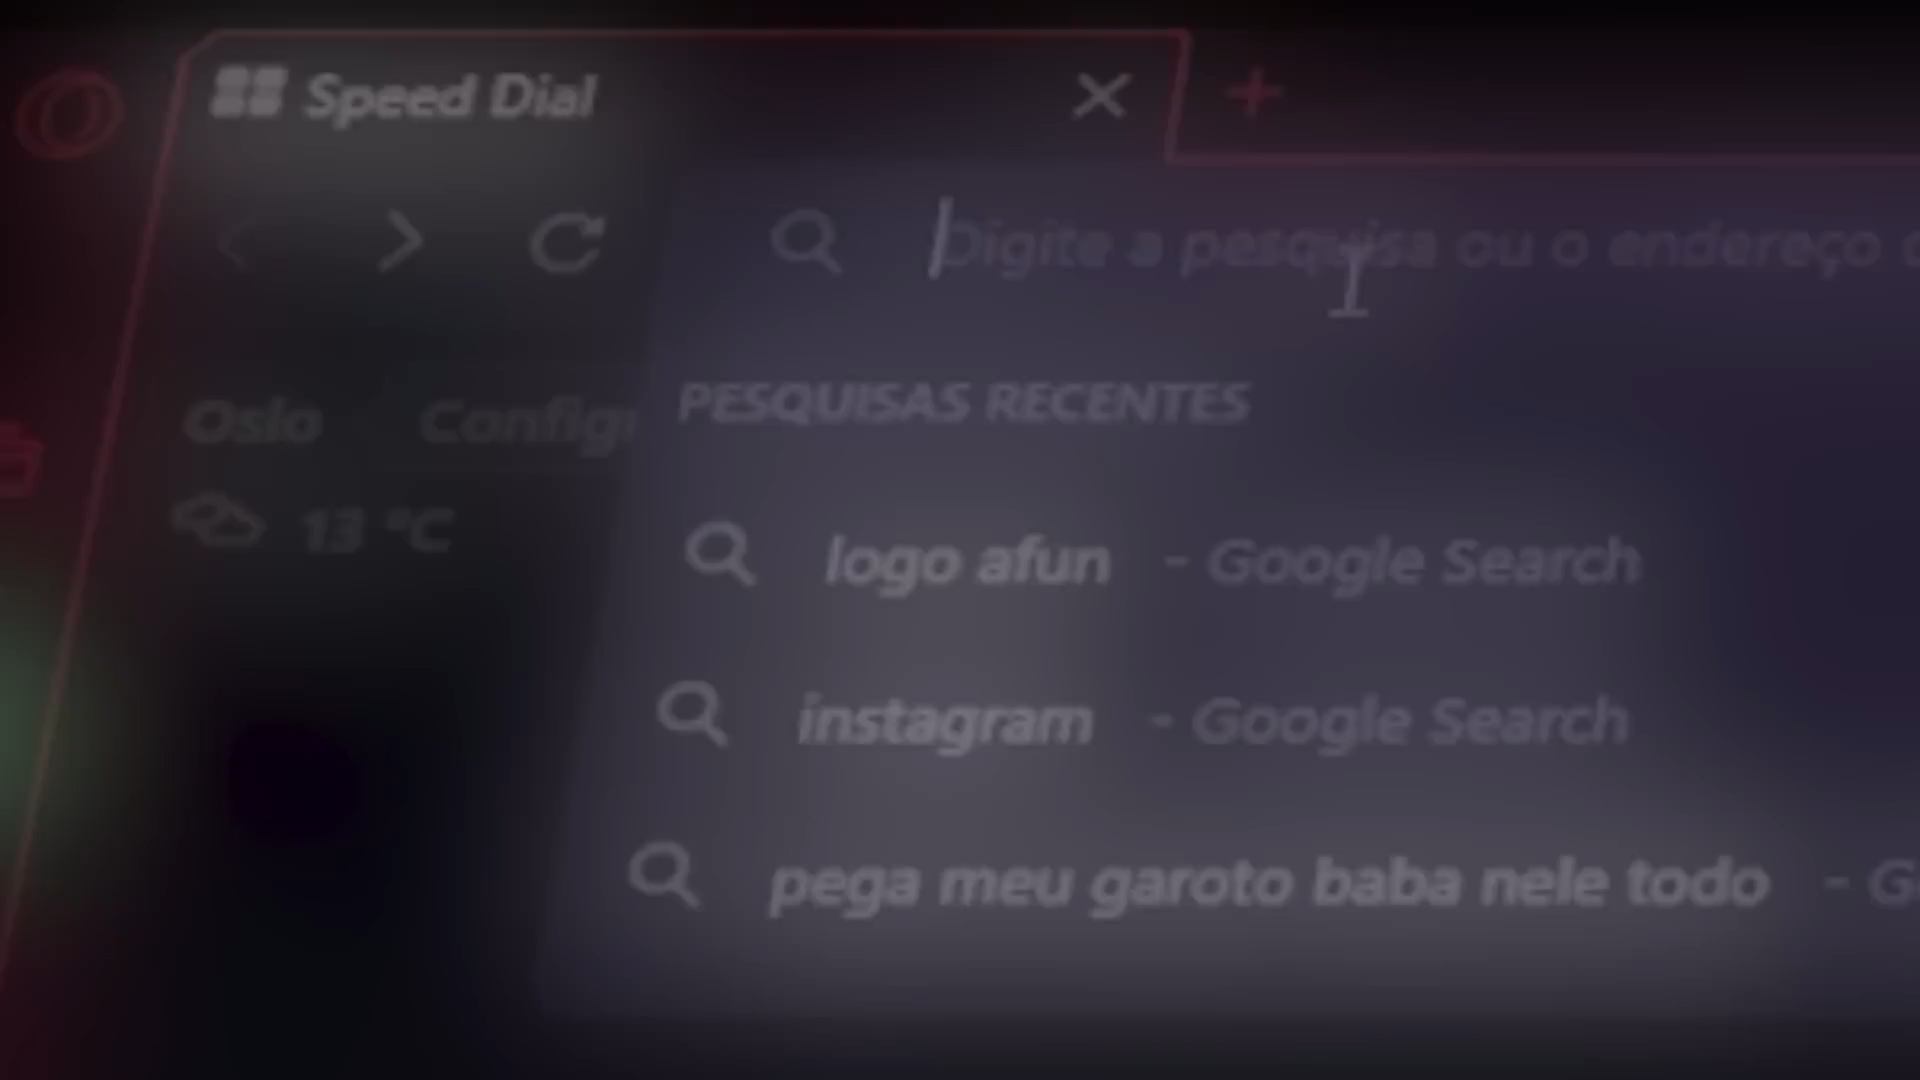 Speed Dial
Digite a pesquisa ou o endereço
Oslo
13 °C
PESQUISAS RECENTES
logo afun - Google Search
instagram - Google Search
pega meu garoto baba nele todo -